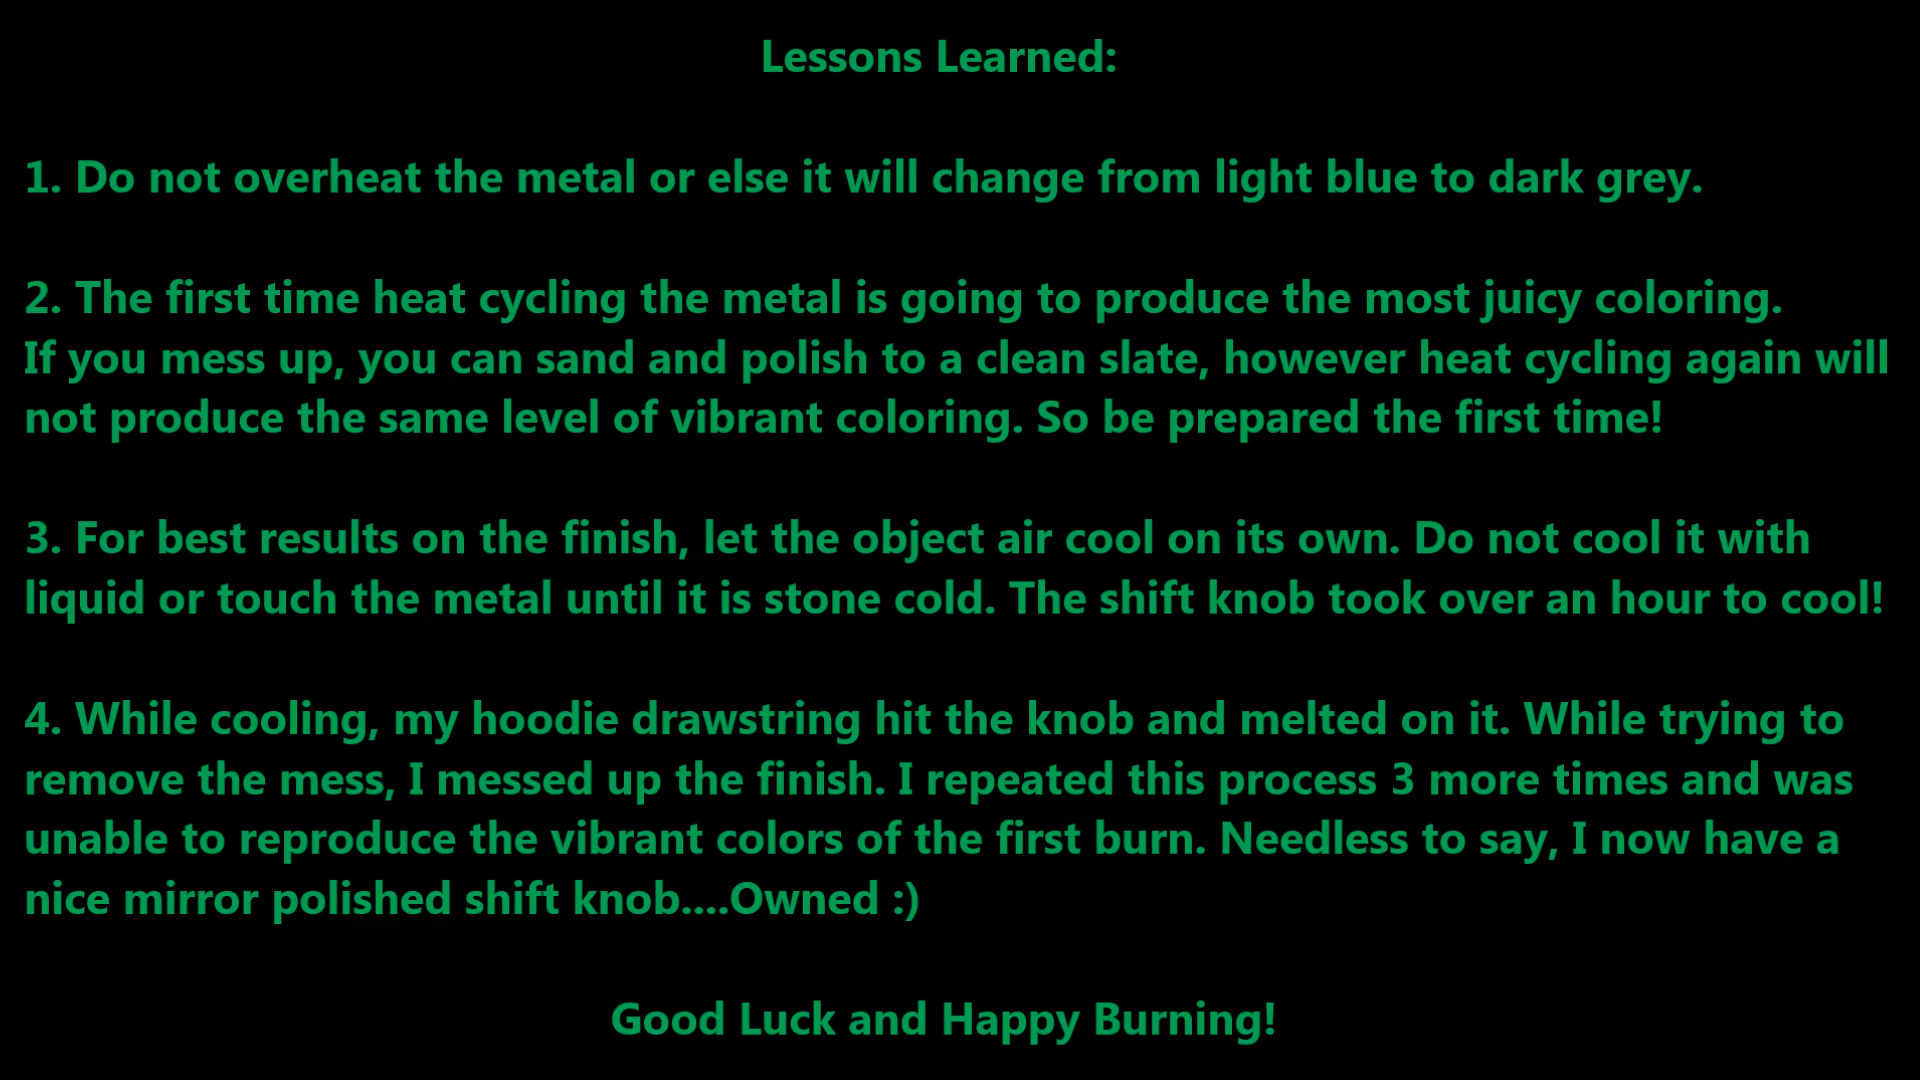 Lessons Learned:
1. Do not overheat the metal or else it will change from light blue to dark grey.
2. The first time heat cycling the metal is going to produce the most juicy coloring.
If you mess up, you can sand and polish to a clean slate, however heat cycling again will
not produce the same level of vibrant coloring. So be prepared the first time!
3. For best results on the finish, let the object air cool on its own. Do not cool it with
liquid or touch the metal until it is stone cold. The shift knob took over an hour to cool!
4. While cooling, my hoodie drawstring hit the knob and melted on it. While trying to
remove the mess, I messed up the finish. I repeated this process 3 more times and was
unable to reproduce the vibrant colors of the first burn. Needless to say, I now have a
nice mirror polished shift knob....Owned :)
Good Luck and Happy Burning!